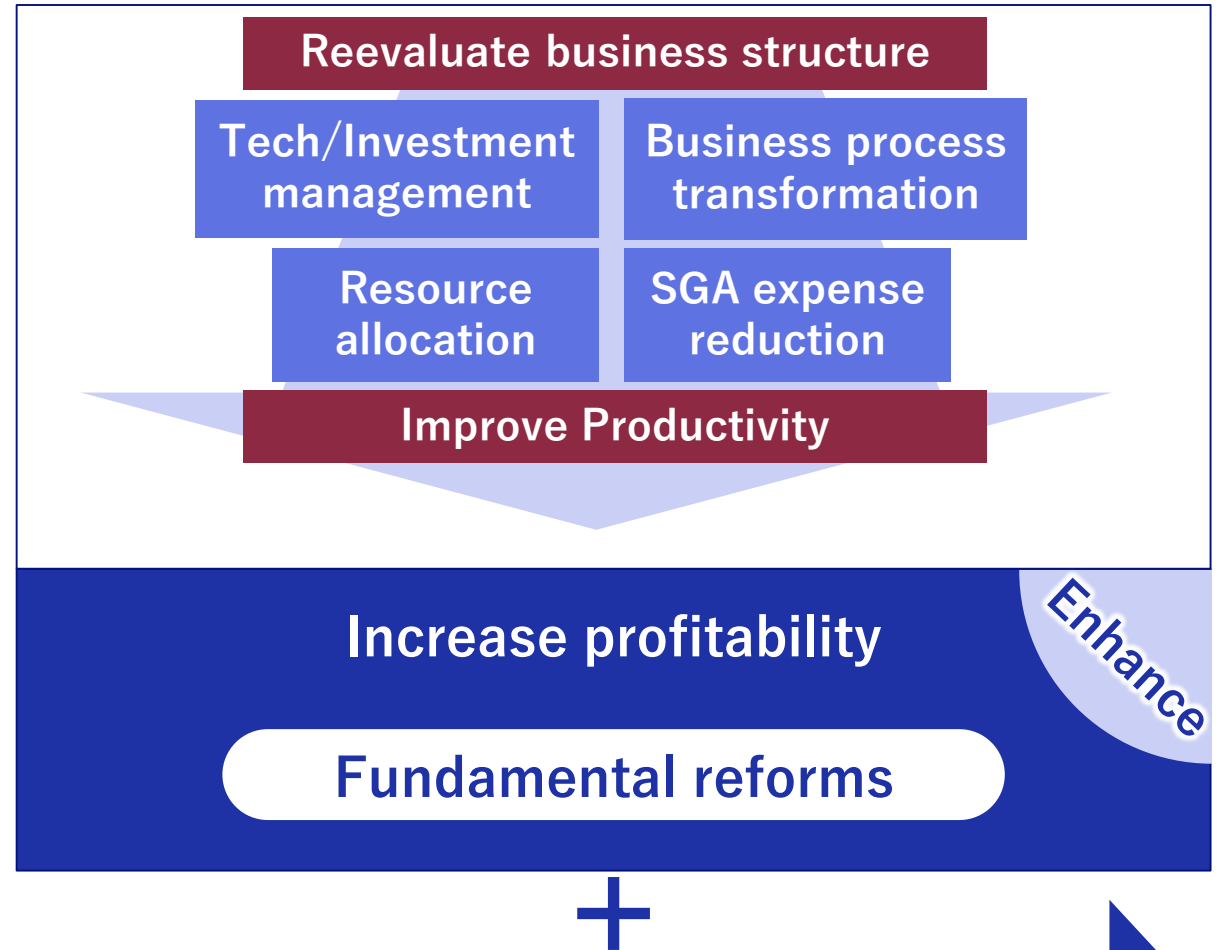 Reevaluate business structure
Tech/Investment
management
Business process
transformation
Resource
allocation
SGA expense
reduction
Improve Productivity
Increase profitability
Enhance
Fundamental reforms
+